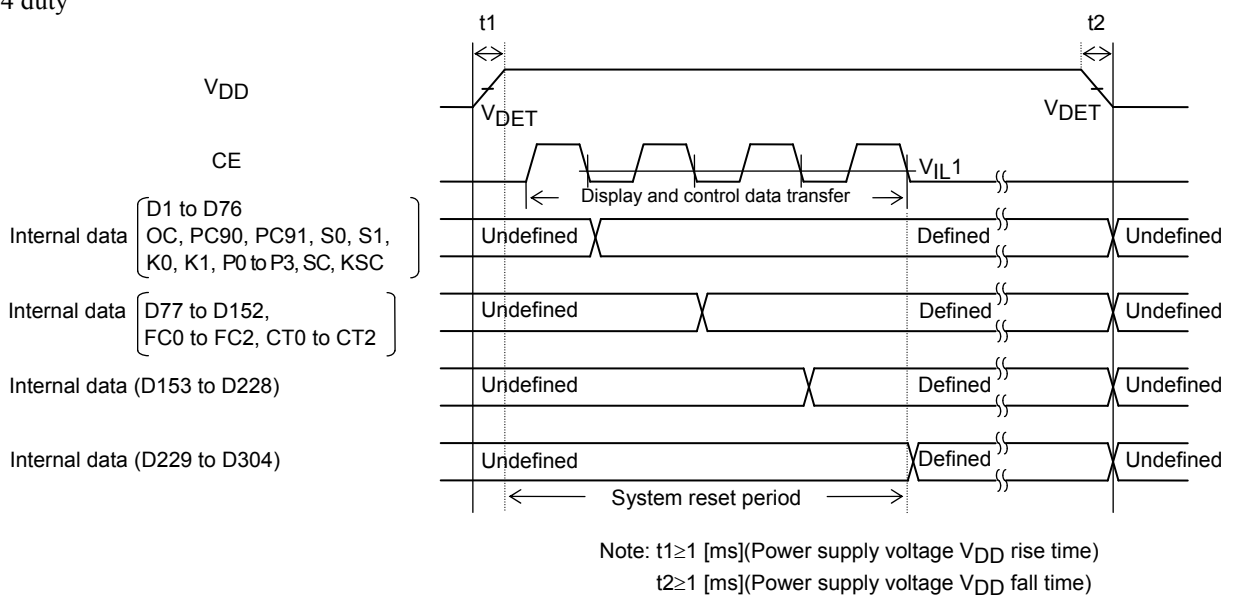 4 duty
t1 t2
VDD
VDET VDET
CE
VIL1
Display and control data transfer
Internal data D1 to D76
OC, PC90, PC91, S0, S1,
K0, K1, P0 to P3, SC, KSC
Undefined Defined Undefined
Internal data D77 to D152,
FC0 to FC2, CT0 to CT2
Undefined Defined Undefined
Internal data (D153 to D228) Undefined Defined Undefined
Internal data (D229 to D304) Undefined Defined Undefined
System reset period
Note: t1≥1 [ms](Power supply voltage VDD rise time)
t2≥1 [ms](Power supply voltage VDD fall time)